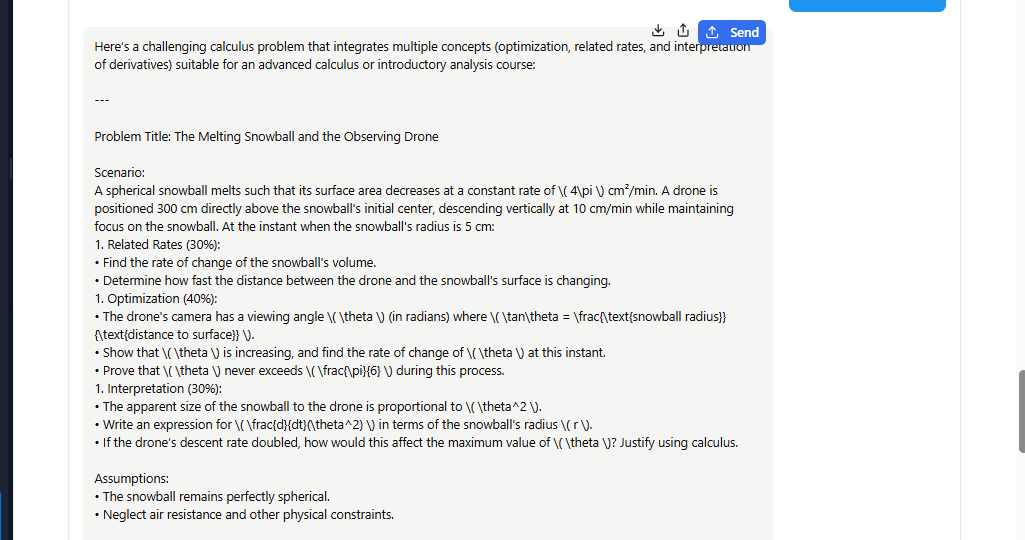 Send
Here's a challenging calculus problem that integrates multiple concepts (optimization, related rates, and interpretation
of derivatives) suitable for an advanced calculus or introductory analysis course:
---
Problem Title: The Melting Snowball and the Observing Drone
Scenario:
A spherical snowball melts such that its surface area decreases at a constant rate of \( 4\pi \) cm²/min. A drone is
positioned 300 cm directly above the snowball's initial center, descending vertically at 10 cm/min while maintaining
focus on the snowball. At the instant when the snowball's radius is 5 cm:
1. Related Rates (30%):
• Find the rate of change of the snowball's volume.
• Determine how fast the distance between the drone and the snowball's surface is changing.
1. Optimization (40%):
• The drone's camera has a viewing angle \( \theta \) (in radians) where \( \tan\theta = \frac{\text{snowball radius}}
{\text{distance to surface}} \).
• Show that \( \theta \) is increasing, and find the rate of change of \( \theta \) at this instant.
• Prove that \( \theta \) never exceeds \( \frac{\pi}{6} \) during this process.
1. Interpretation (30%):
• The apparent size of the snowball to the drone is proportional to \( \theta^2 \).
• Write an expression for \( \frac{d}{dt}(\theta^2) \) in terms of the snowball's radius \( r \).
• If the drone's descent rate doubled, how would this affect the maximum value of \( \theta \)? Justify using calculus.
Assumptions:
• The snowball remains perfectly spherical.
• Neglect air resistance and other physical constraints.